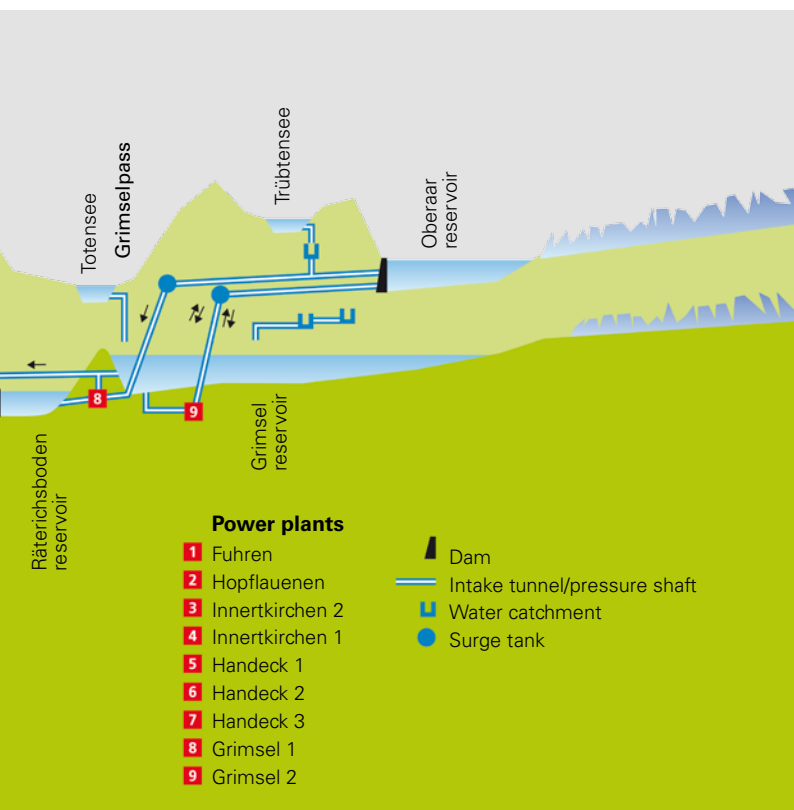 Totensee
Grimselpass
Trübtensee
Oberaar
reservoir
8
9
Räterichsboden
reservoir
Grimsel
reservoir
Power plants
1 Fuhren
2 Hopflauenen
3 Innertkirchen 2
4 Innertkirchen 1
5 Handeck 1
6 Handeck 2
7 Handeck 3
8 Grimsel 1
9 Grimsel 2
Dam
Intake tunnel/pressure shaft
Water catchment
Surge tank